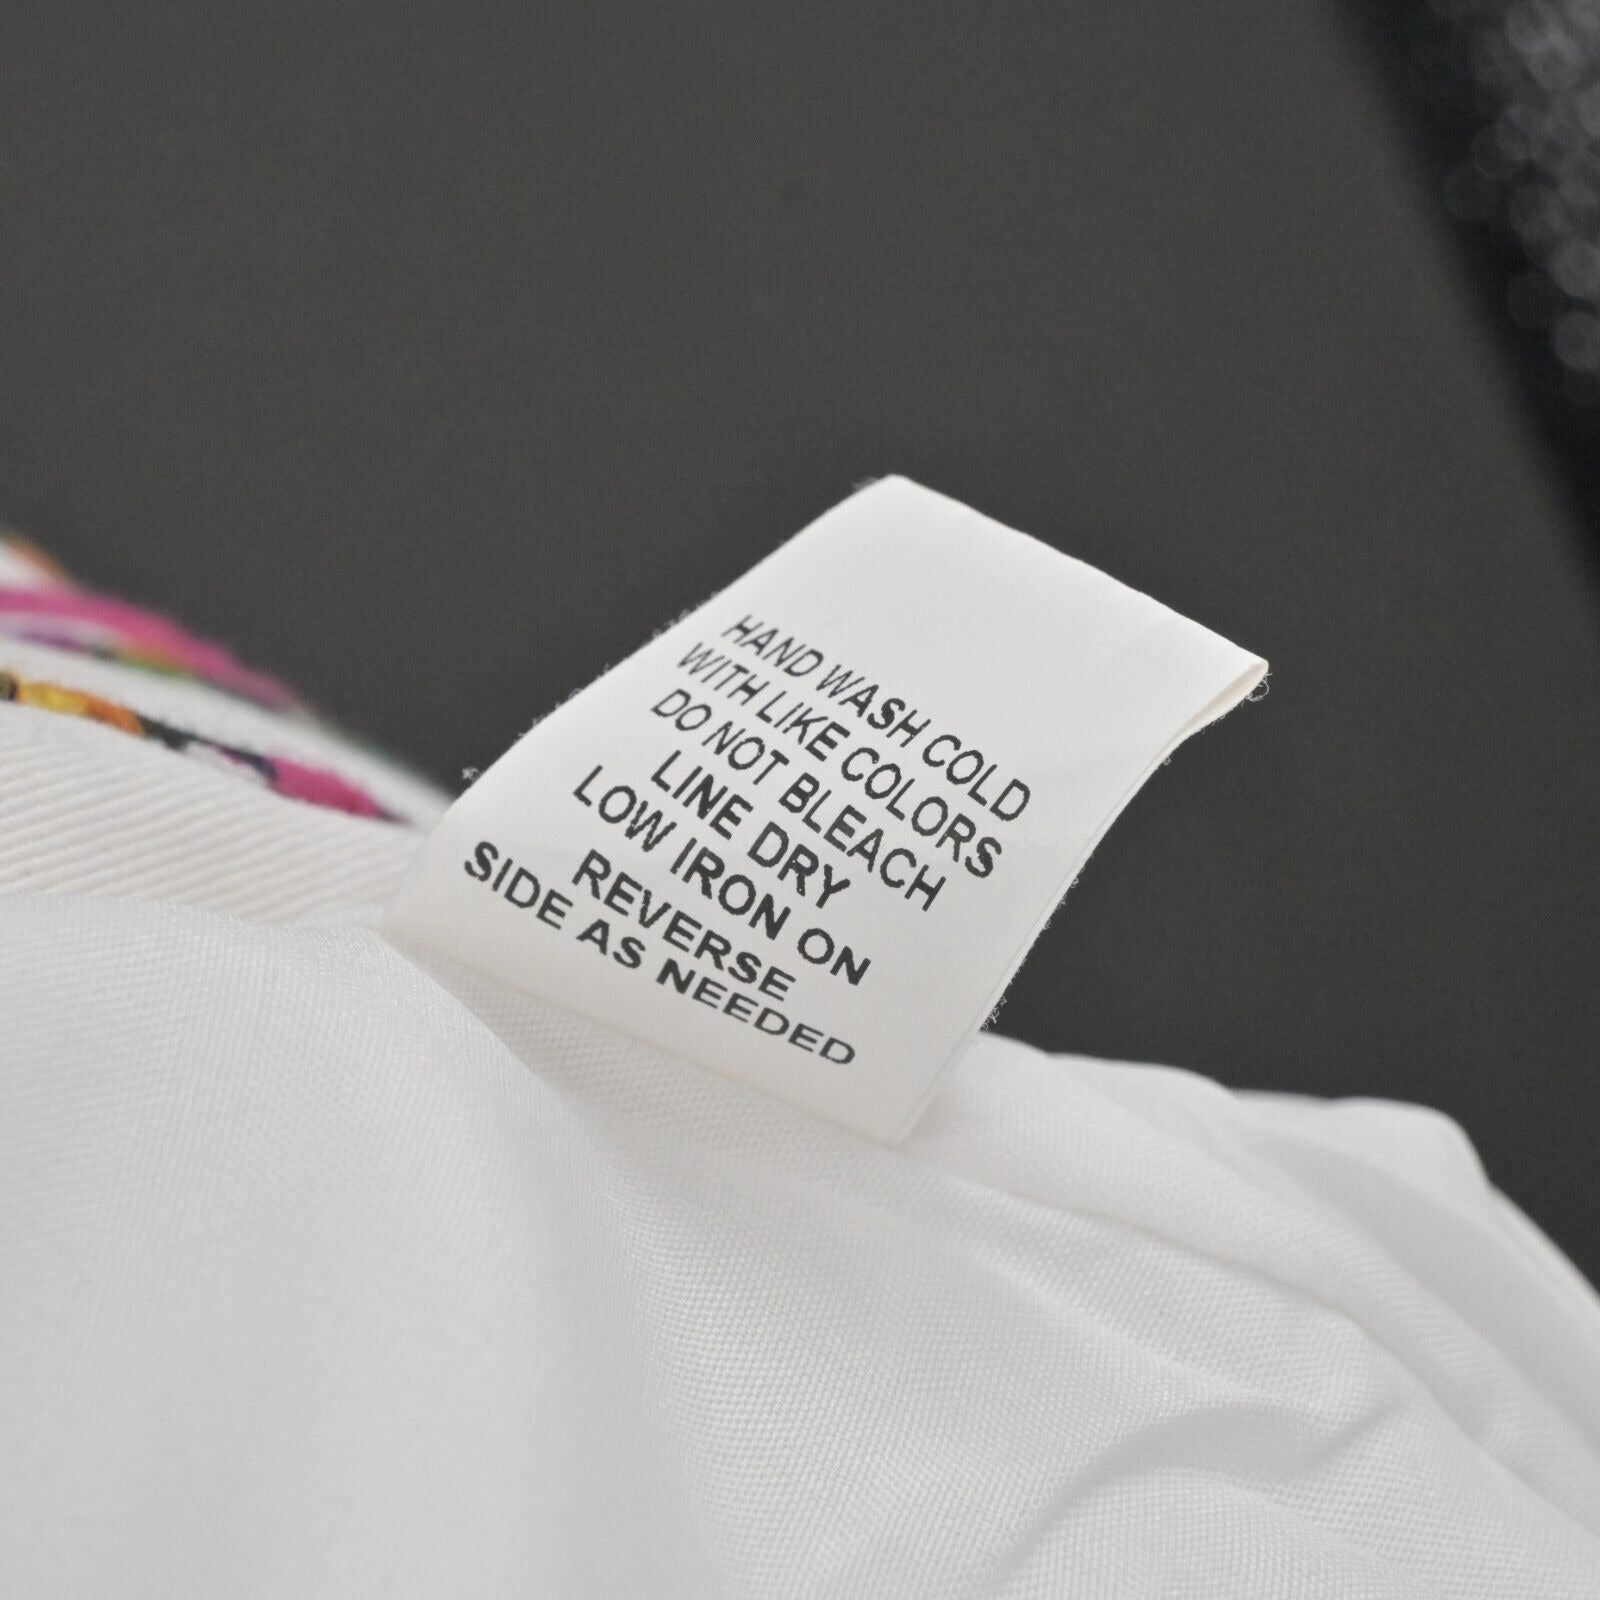 HAND WASH COLD
WITH LIKE COLORS
DO NOT BLEACH
LINE DRY
LOW IRON ON
REVERSE
SIDE AS NEEDED